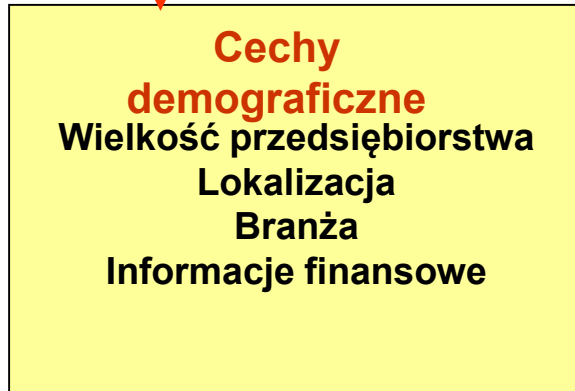 Cechy
demograficzne
Wielkość przedsiębiorstwa
Lokalizacja
Branża
Informacje finansowe